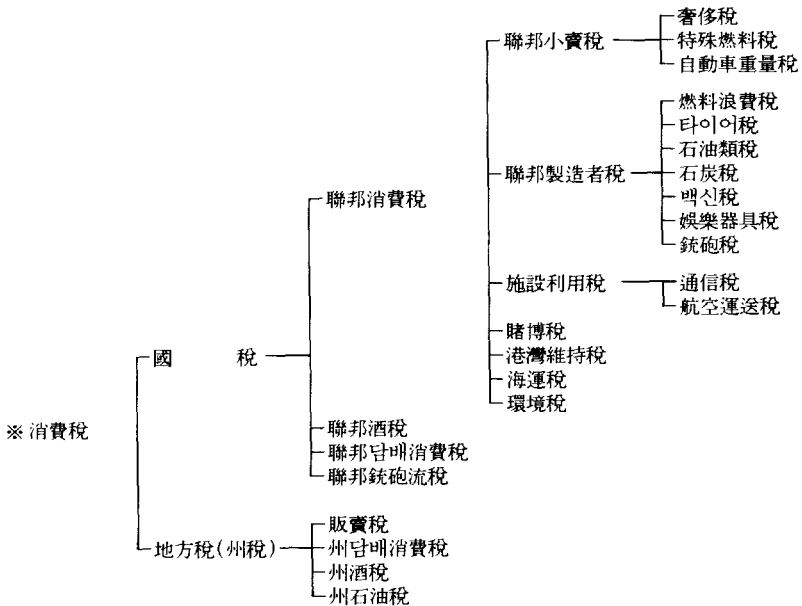 奢侈稅
聯邦小賣稅
特殊燃料稅
自動車重量稅
燃料浪費稅
타이어稅
石油類稅
聯邦製造者稅
石炭稅
백신稅
聯邦消費稅
娛樂器具稅
銃砲稅
施設利用稅
通信稅
航空運送稅
賭博稅
國 稅
港灣維持稅
海運稅
環境稅
※ 消費稅
聯邦酒稅
聯邦담배消費稅
聯邦銃砲流稅
販賣稅
地方稅(州稅)
州담배消費稅
州酒稅
州石油稅